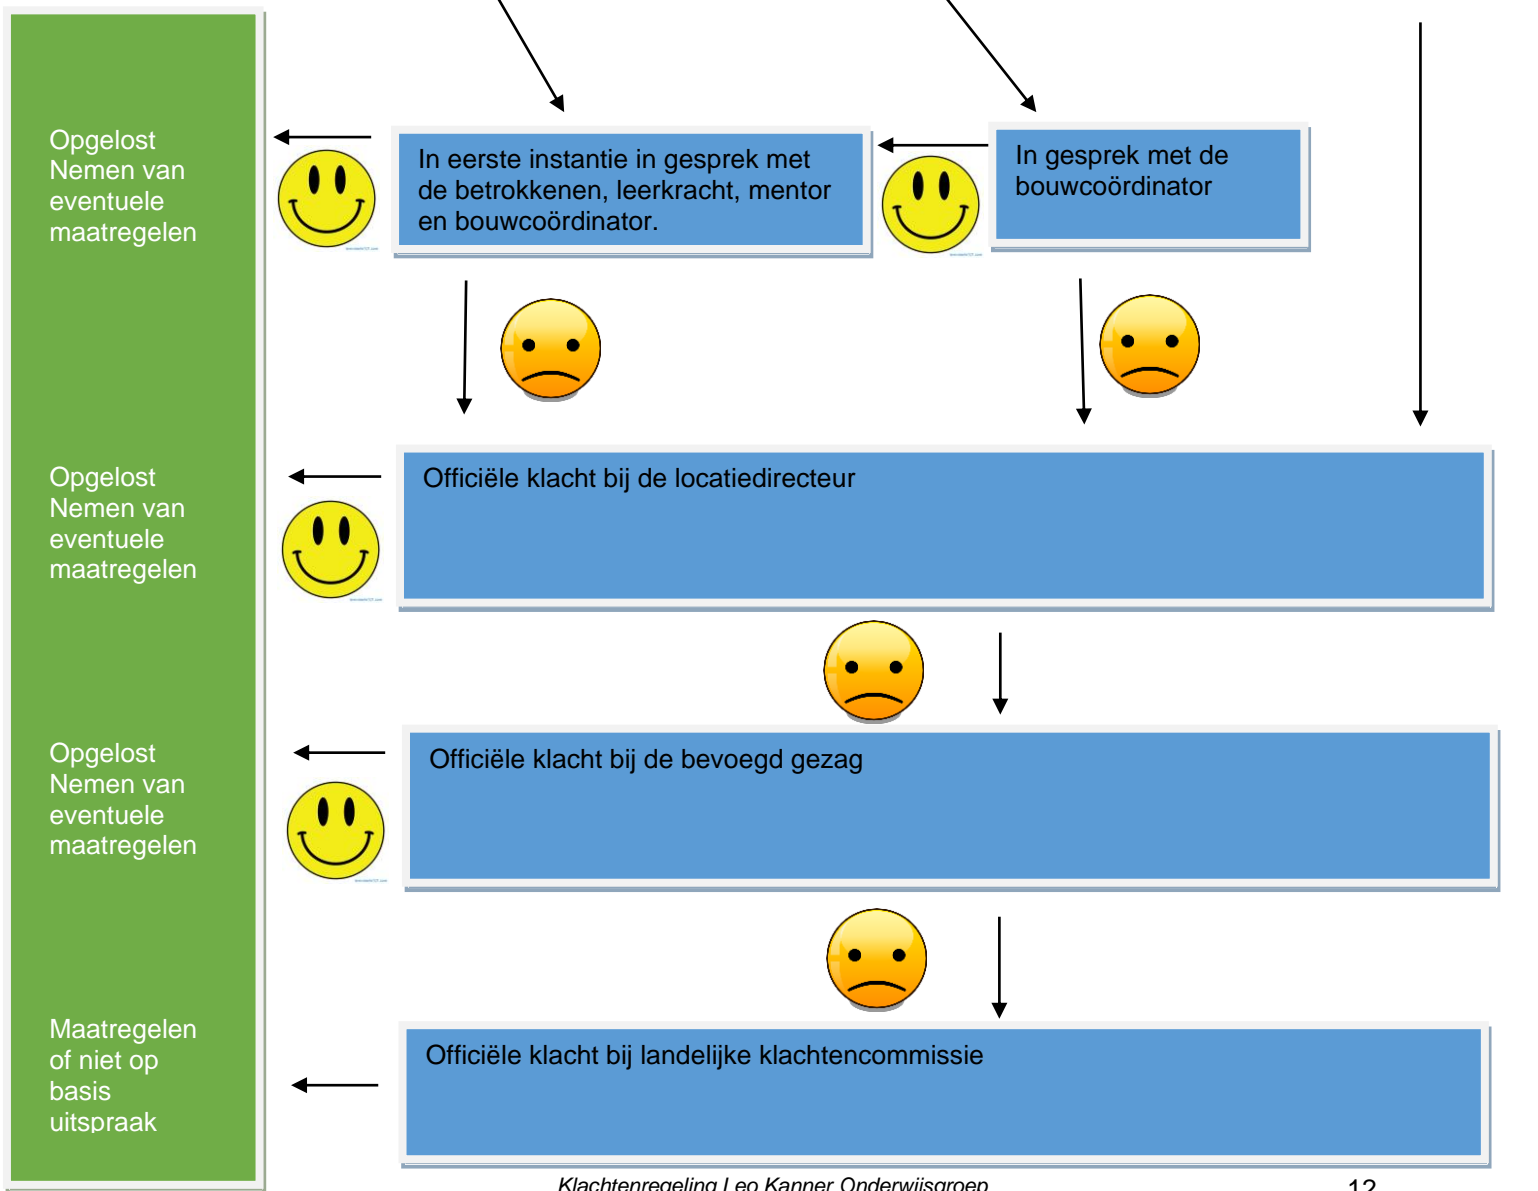 Opgelost
Nemen van
eventuele
maatregelen
In eerste instantie in gesprek met
de betrokkenen, leerkracht, mentor
en bouwcoördinator.
In gesprek met de
bouwcoördinator
Opgelost
Nemen van
eventuele
maatregelen
Officiële klacht bij de locatiedirecteur
Opgelost
Nemen van
eventuele
maatregelen
Officiële klacht bij de bevoegd gezag
Maatregelen
of niet op
basis
uitspraak
Officiële klacht bij landelijke klachtencommissie
Klachtenregeling Leo Kanner Onderwijsgroep
12